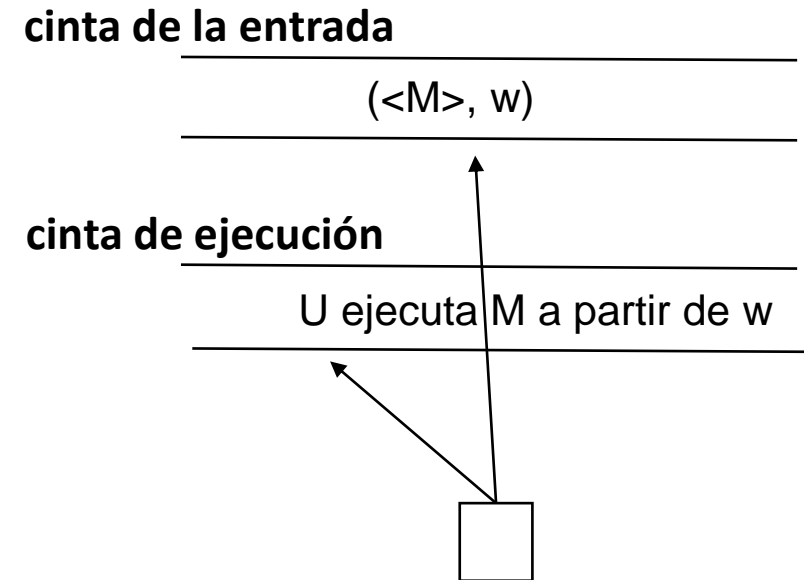 cinta de la entrada
(<M>, w)
cinta de ejecución
U ejecuta M a partir de w